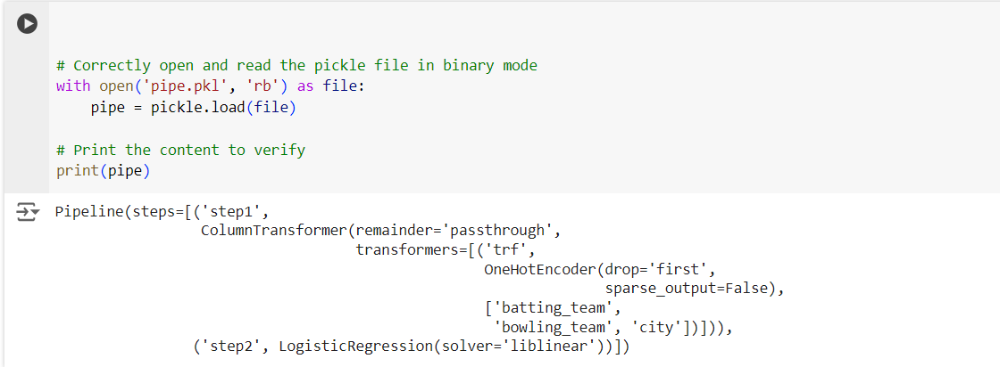 # Correctly open and read the pickle file in binary mode
with open('pipe.pkl', 'rb') as file:
    pipe = pickle.load(file)
# Print the content to verify
print(pipe)
Pipeline(steps=[('step1',
                 ColumnTransformer(remainder='passthrough',
                                   transformers=[('trf',
                                                  OneHotEncoder(drop='first',
                                                                sparse_output=False),
                                                  ['batting_team',
                                                   'bowling_team', 'city'])])),
                ('step2', LogisticRegression(solver='liblinear'))])